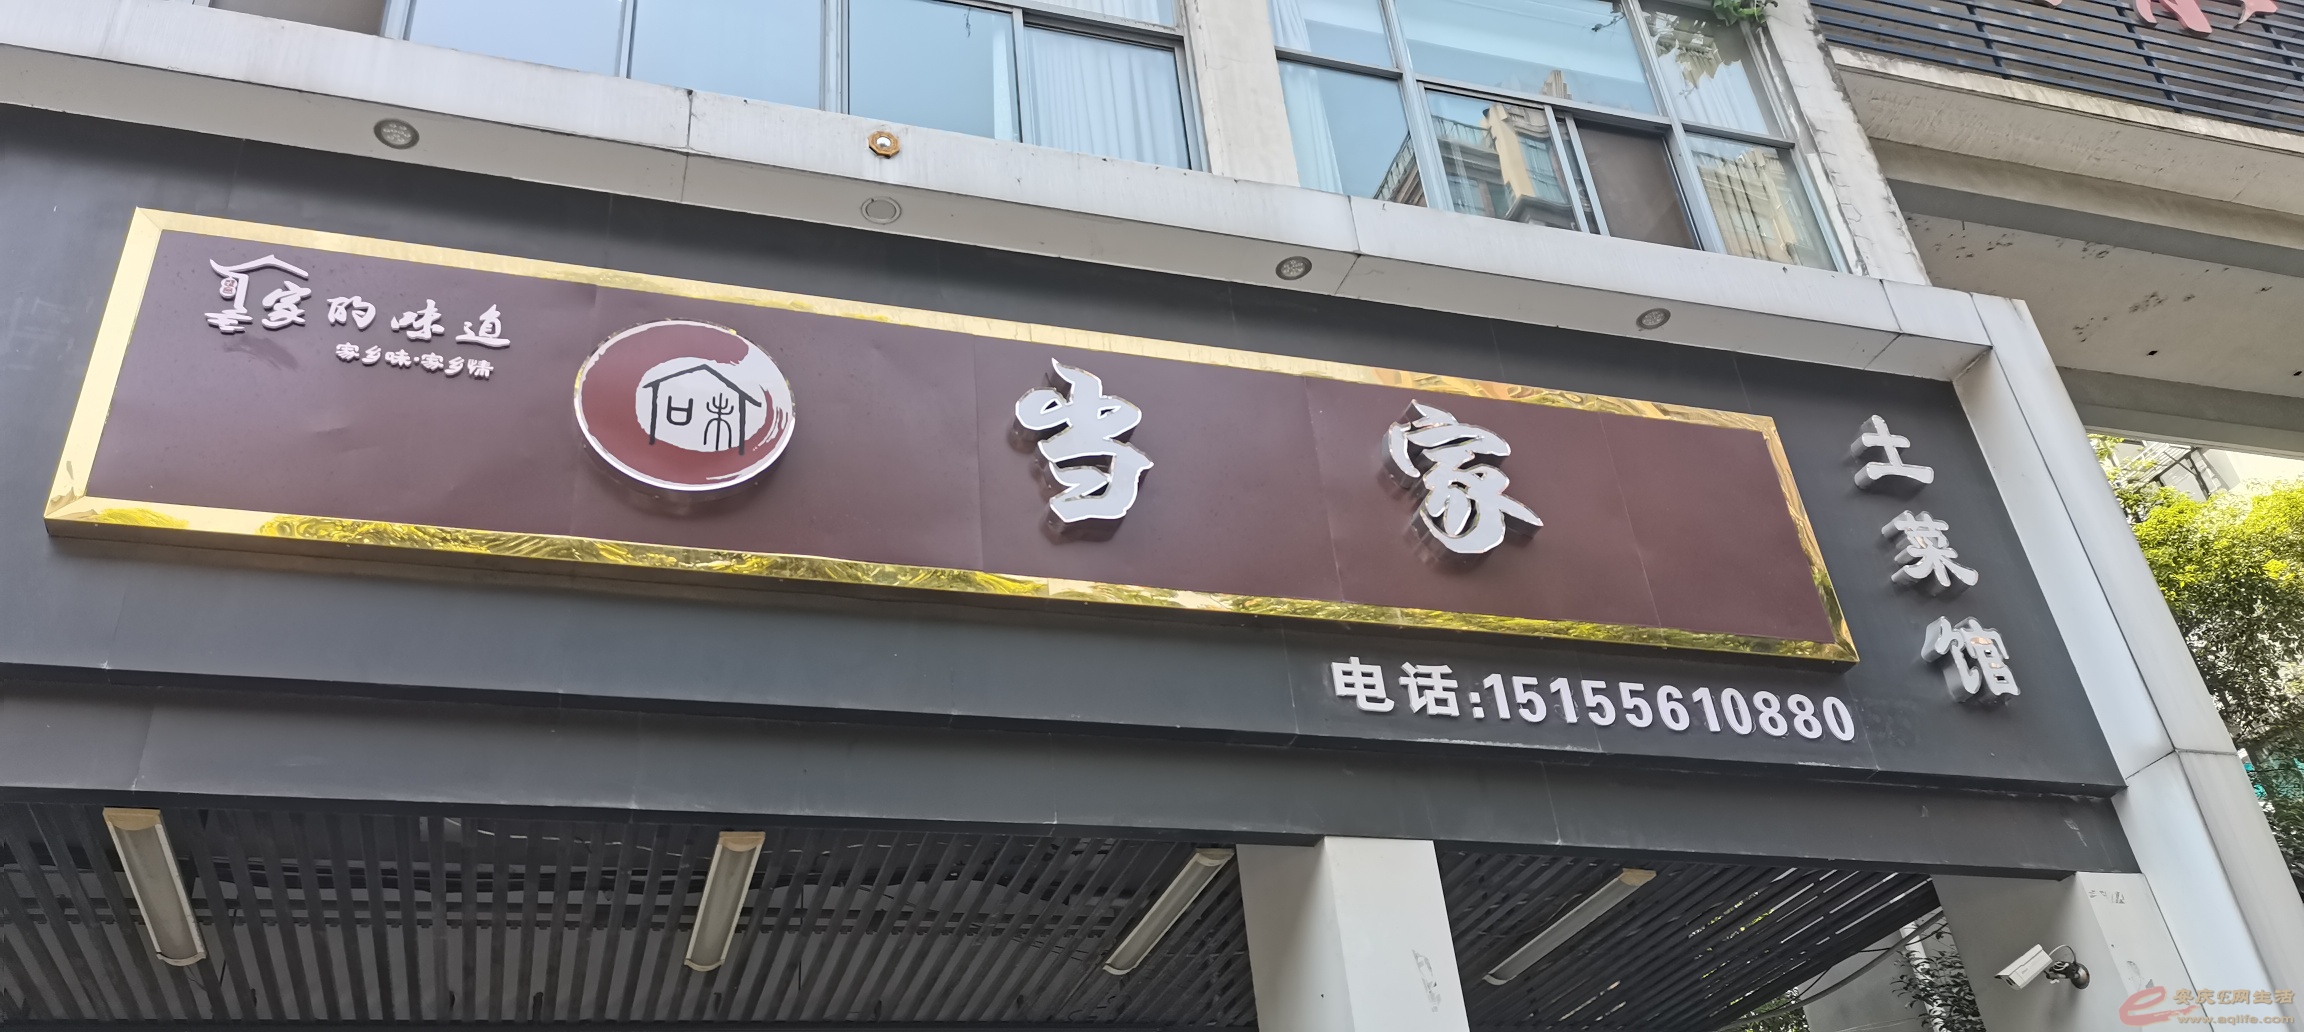 家的味道
家乡味·家乡情
味
当家
土菜馆
电话:15155610880
安庆E网生活
www.aqlife.com